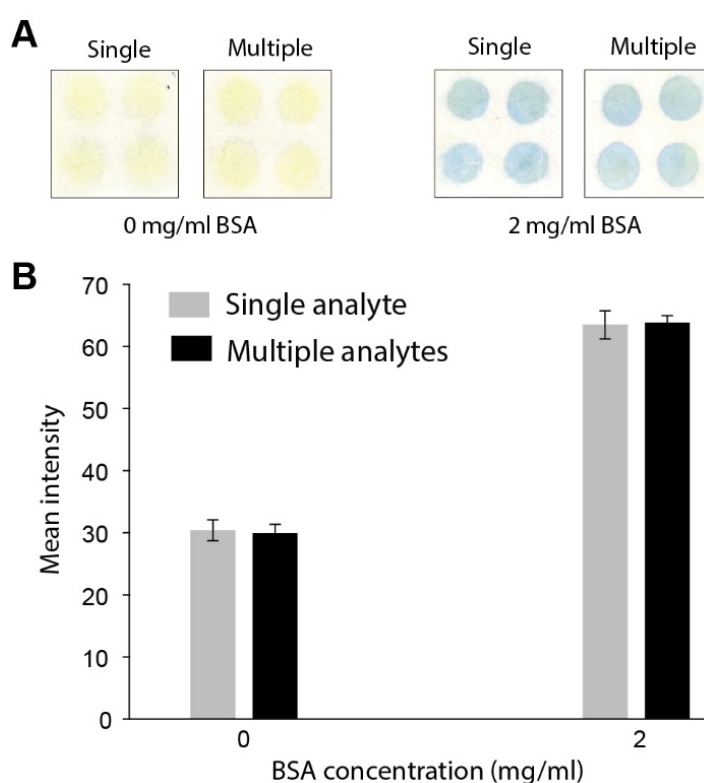 A
Single Multiple Single Multiple
0 mg/ml BSA 2 mg/ml BSA
B
70
60
50
40
30
20
10
0
Mean intensity
Single analyte
Multiple analytes
0 2
BSA concentration (mg/ml)